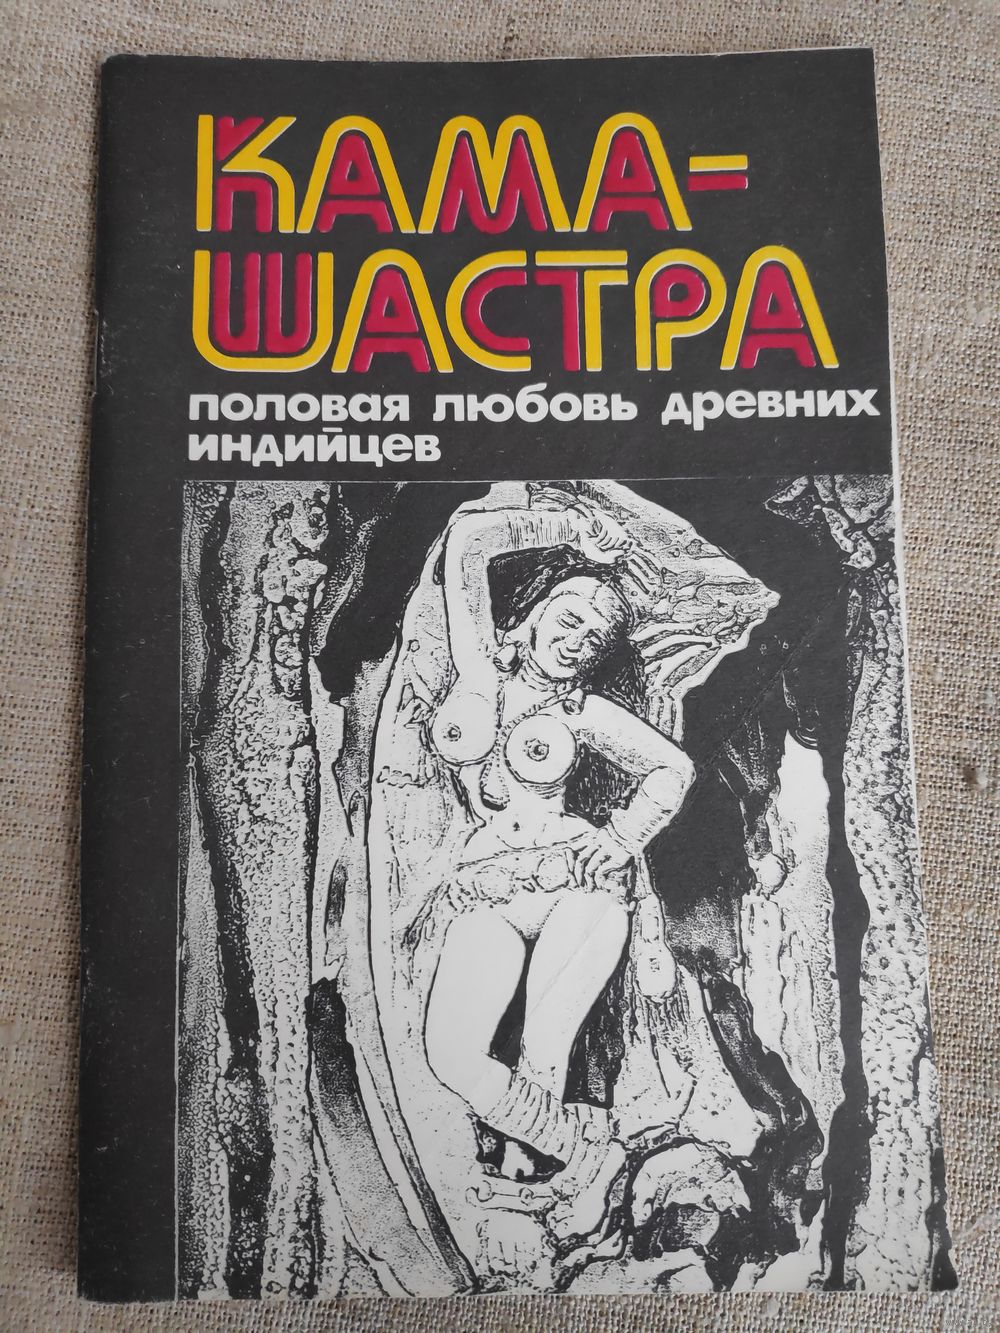 КАМА-
ШАСТРА
половая любовь древних
индийцев